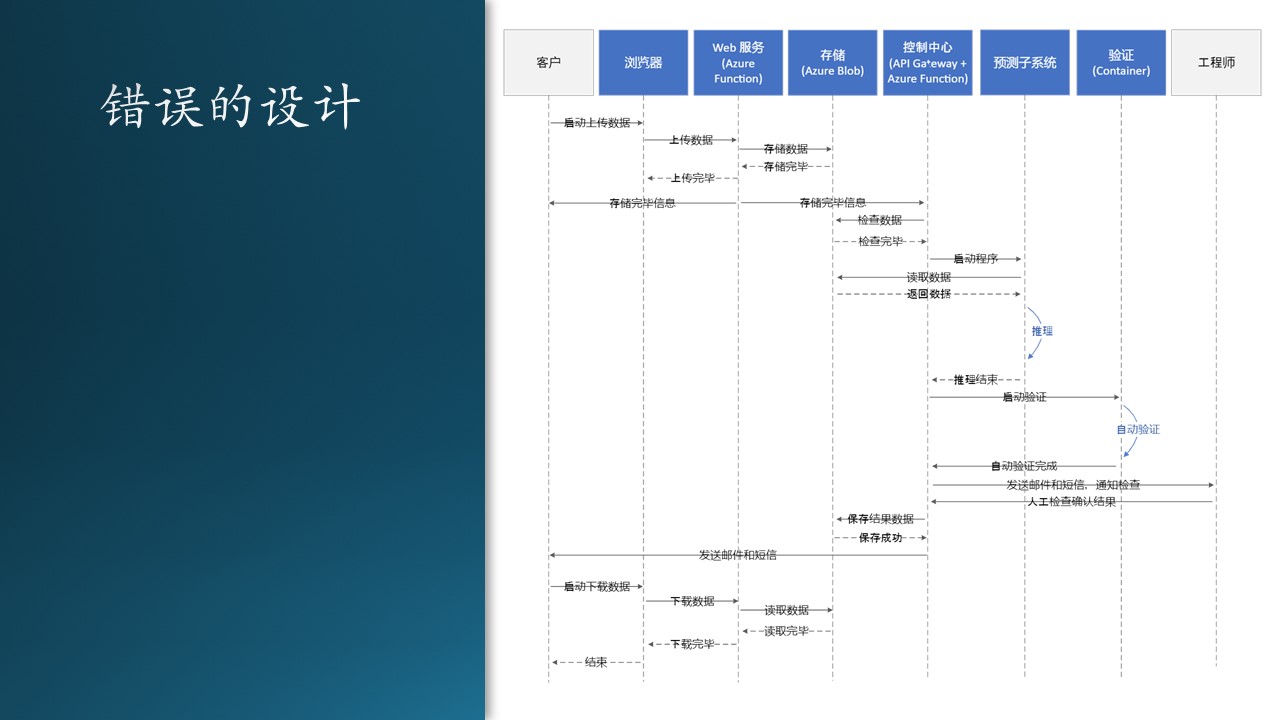 错误的设计
客户
浏览器
Web 服务
(Azure
Function)
存储
(Azure Blob)
控制中心
(API Ga*eway +
Azure Function)
预测子系统
验证
(Container)
工程师
启动上传数据
上传数据
存储数据
存储完毕
上传完毕
存储完毕信息
存储完毕信息
检查数据
检查完毕
启动程序
读取数据
返回数据
推理
推理结束
启动验证
自动验证
自动验证完成
发送邮件和短信，通知检查
人工检查确认结果
保存结果数据
保存成功
发送邮件和短信
启动下载数据
下载数据
读取数据
读取完毕
下载完毕
结束